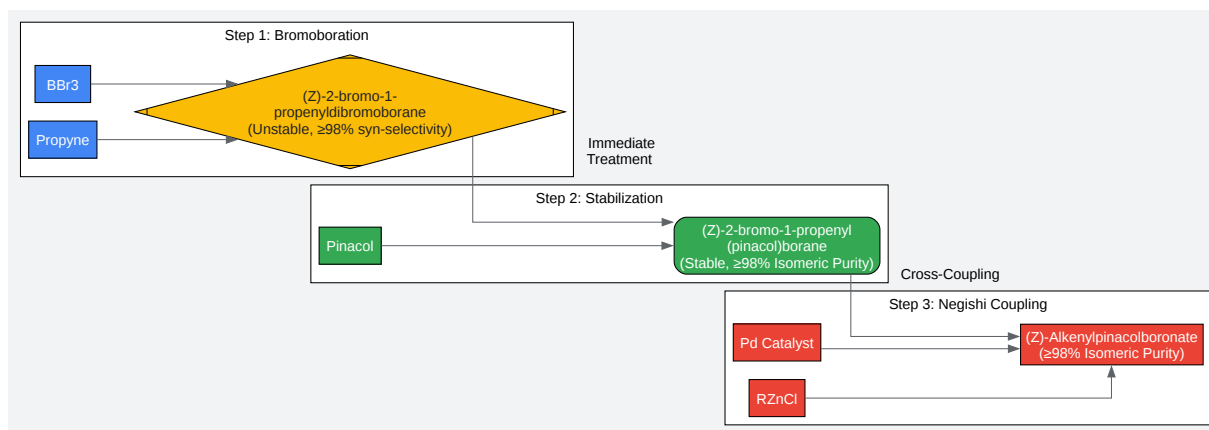 Step 1: Bromoboration
BBr3
Propyne
(Z)-2-bromo-1-
propenyldibromoborane
(Unstable, ≥98% syn-selectivity)
Immediate
Treatment
Step 2: Stabilization
Pinacol
(Z)-2-bromo-1-propenyl
(pinacol)borane
(Stable, ≥98% Isomeric Purity)
Cross-Coupling
Step 3: Negishi Coupling
Pd Catalyst
RZnCl
(Z)-Alkenylpinacolboronate
(≥98% Isomeric Purity)